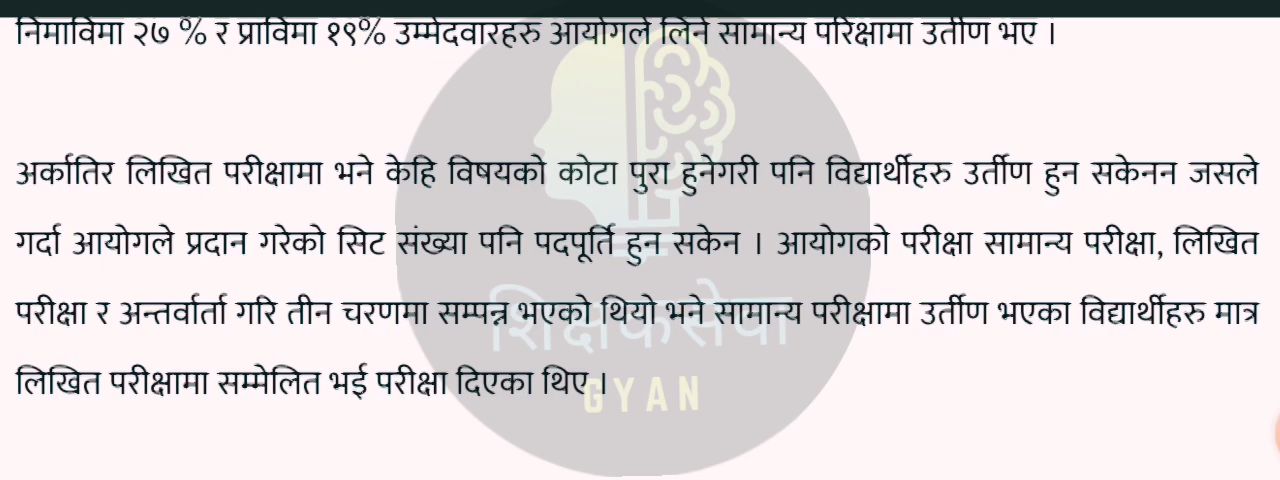 निमाविमा २७ % र प्राविमा १९% उम्मेदवारहरु आयोगले लिने सामान्य परिक्षामा उर्तीण भए ।
अर्कातिर लिखित परीक्षामा भने केहि विषयको कोटा पुरा हुनेगरी पनि विद्यार्थीहरु उर्तीण हुन सकेनन जसले
गर्दा आयोगले प्रदान गरेको सिट संख्या पनि पदपूर्ति हुन सकेन । आयोगको परीक्षा सामान्य परीक्षा, लिखित
परीक्षा र अन्तर्वार्ता गरि तीन चरणमा सम्पन्न भएको थियो भने सामान्य परीक्षामा उर्तीण भएका विद्यार्थीहरु मात्र
लिखित परीक्षामा सम्मेलित भई परीक्षा दिएका थिए ।
शिक्षकसेवा
GYAN